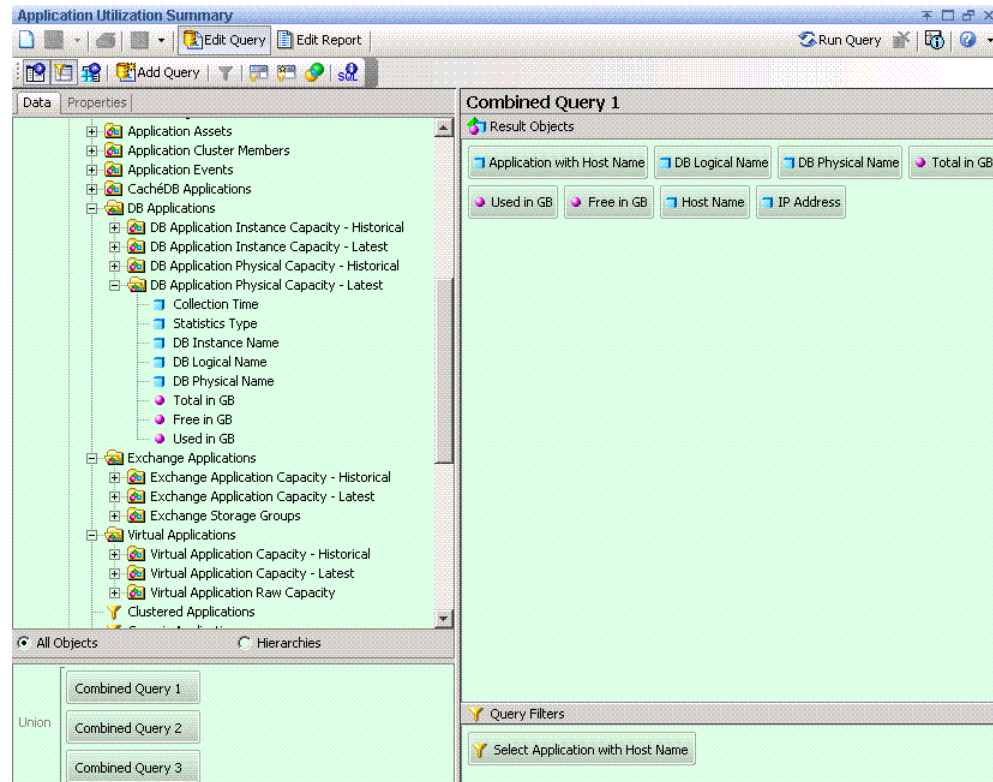 Application Utilization Summary
Edit Query
Edit Report
Run Query
Add Query
SQL
Data
Properties
Application Assets
Application Cluster Members
Application Events
CachéDB Applications
DB Applications
DB Application Instance Capacity - Historical
DB Application Instance Capacity - Latest
DB Application Physical Capacity - Historical
DB Application Physical Capacity - Latest
Collection Time
Statistics Type
DB Instance Name
DB Logical Name
DB Physical Name
Total in GB
Free in GB
Used in GB
Exchange Applications
Exchange Application Capacity - Historical
Exchange Application Capacity - Latest
Exchange Storage Groups
Virtual Applications
Virtual Application Capacity - Historical
Virtual Application Capacity - Latest
Virtual Application Raw Capacity
Clustered Applications
All Objects
Hierarchies
Union
Combined Query 1
Combined Query 2
Combined Query 3
Combined Query 1
Result Objects
Application with Host Name
DB Logical Name
DB Physical Name
Total in GB
Used in GB
Free in GB
Host Name
IP Address
Query Filters
Select Application with Host Name